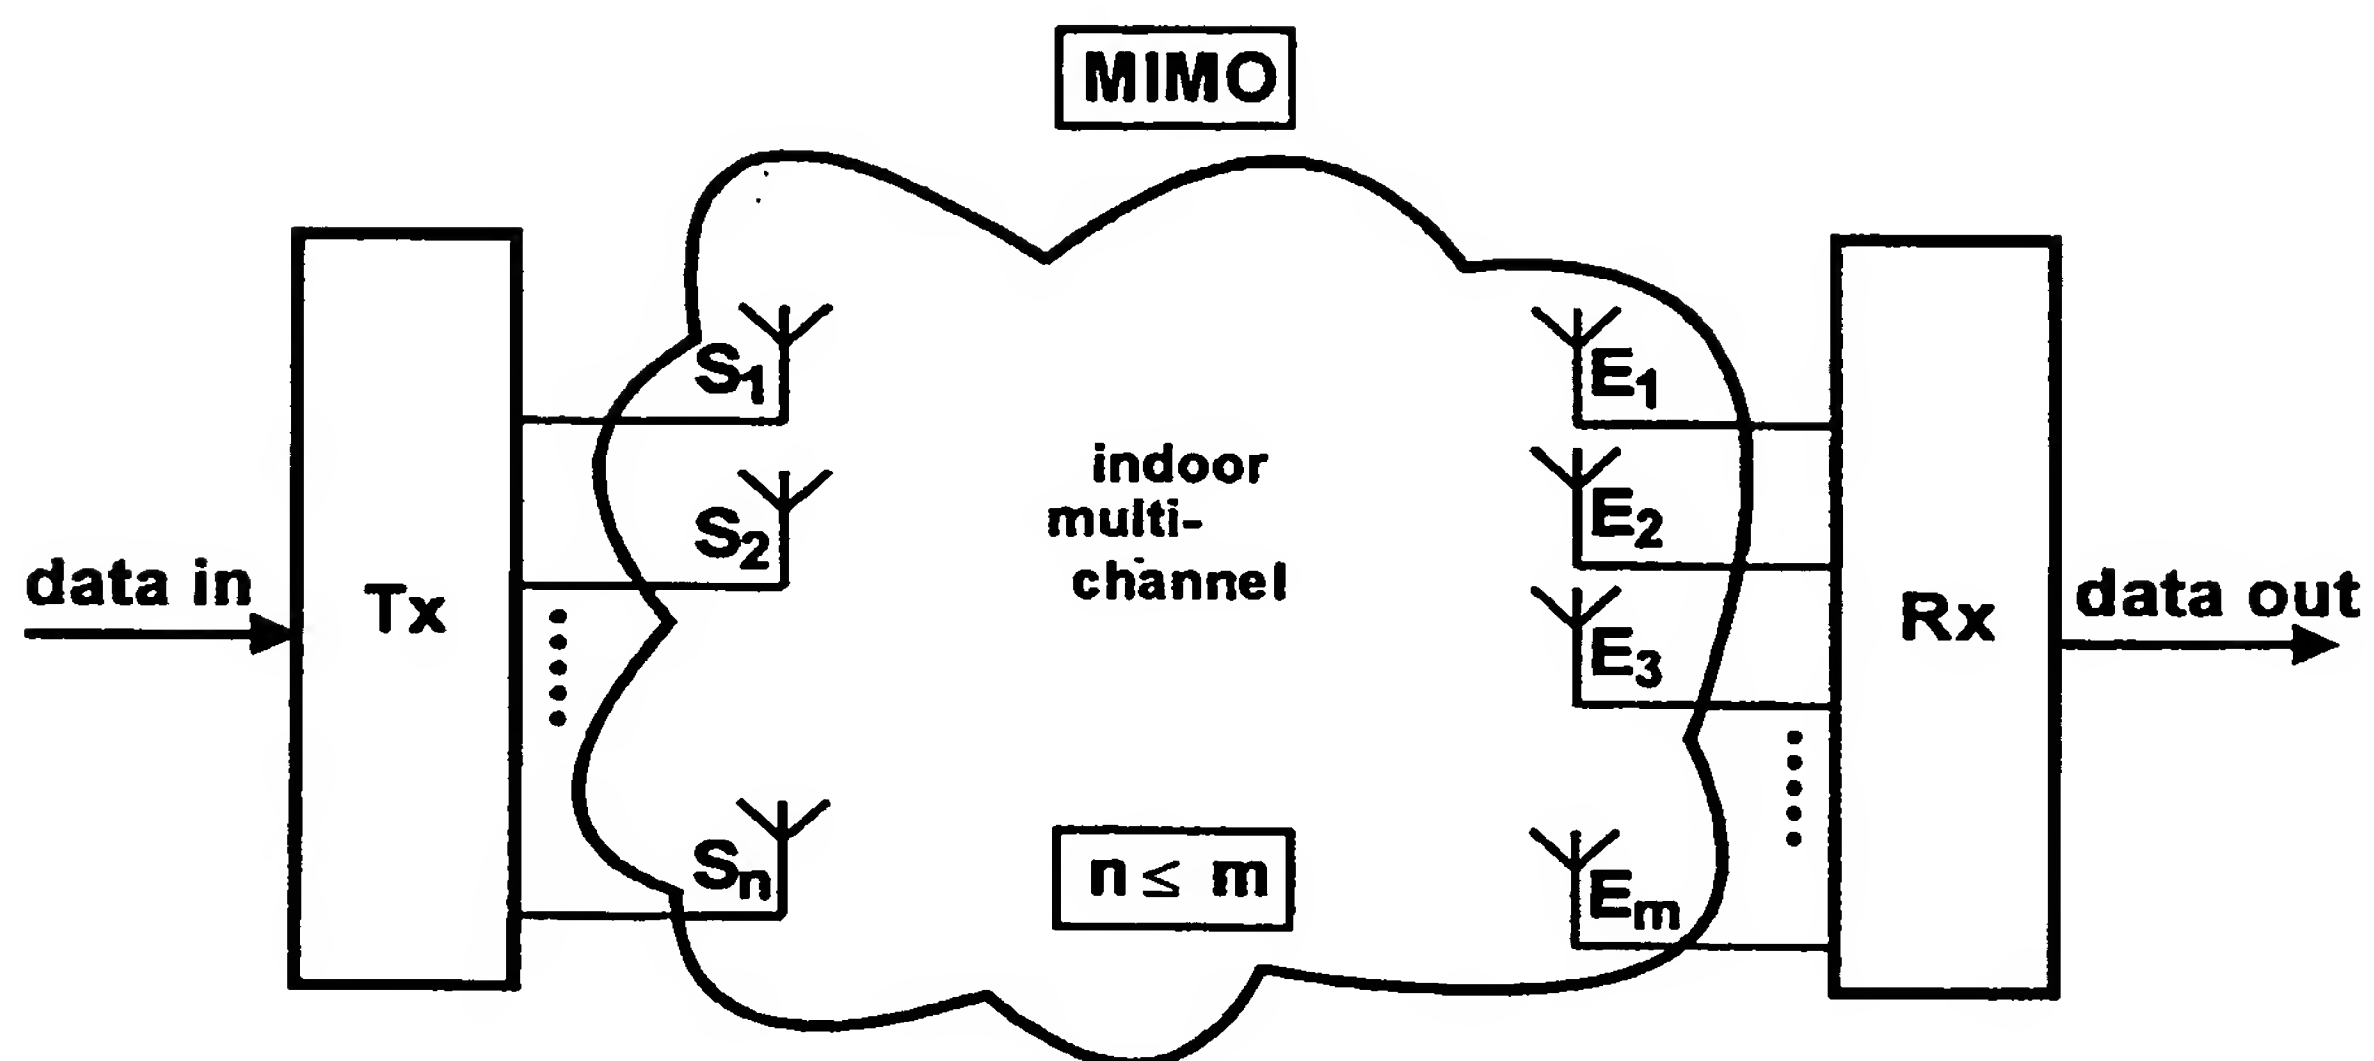 MIMO
S1
E1
indoor
multi-
channel
S2
E2
data in
Tx
E3
Rx
data out
Sn
n ≤ m
Em